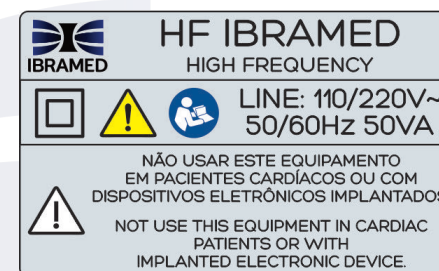 IBRAMED
HF IBRAMED
HIGH FREQUENCY
LINE: 110/220V~
50/60Hz 50VA
NÃO USAR ESTE EQUIPAMENTO
EM PACIENTES CARDÍACOS OU COM
DISPOSITIVOS ELETRÔNICOS IMPLANTADOS
NOT USE THIS EQUIPMENT IN CARDIAC
PATIENTS OR WITH
IMPLANTED ELECTRONIC DEVICE.